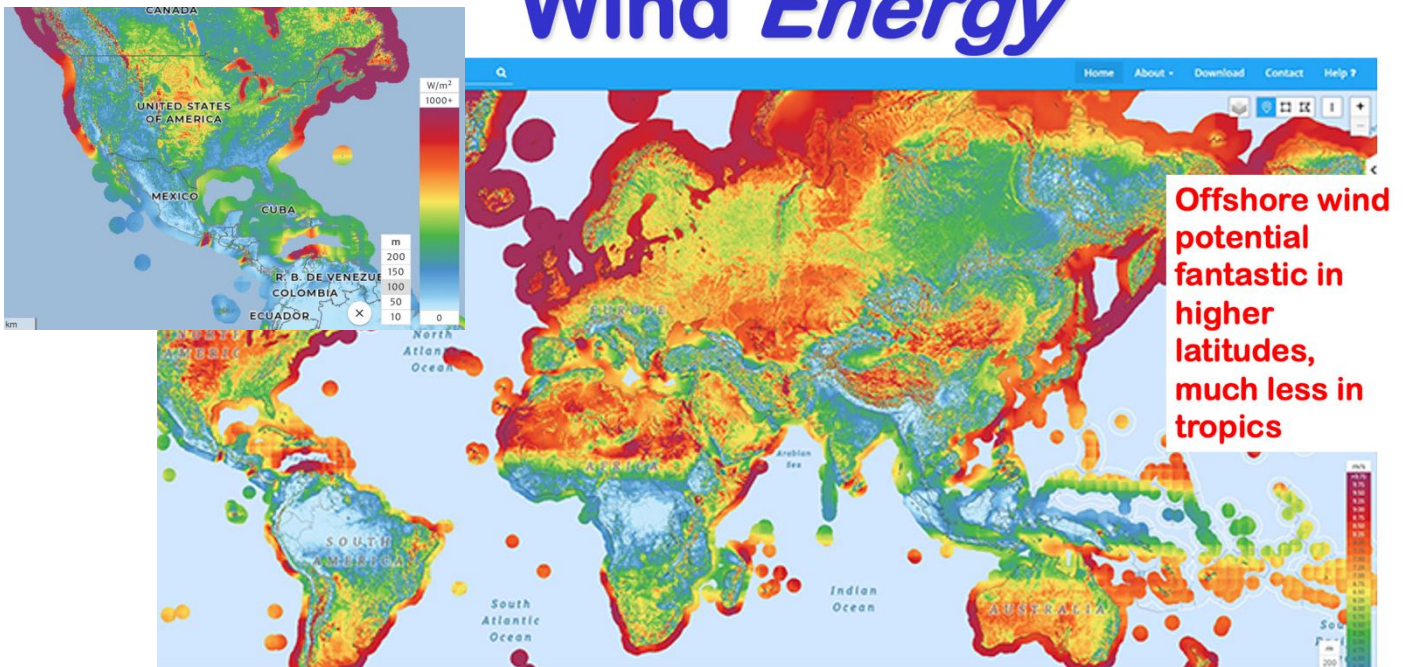 Wind Energy
CANADA
UNITED STATES
OF AMERICA
MEXICO
CUBA
R. B. DE VENEZUE
COLOMBIA
ECUADOR
km
W/m²
1000+
0
m
200
150
100
50
10
Home About Download Contact Help ?
Offshore wind
potential
fantastic in
higher
latitudes,
much less in
tropics
EUROPE
North
Atlantic
Ocean
Arabian
Sea
AFRICA
SOUTH
AMERICA
South
Atlantic
Ocean
Indian
Ocean
AUSTRALIA
m/s
m
200